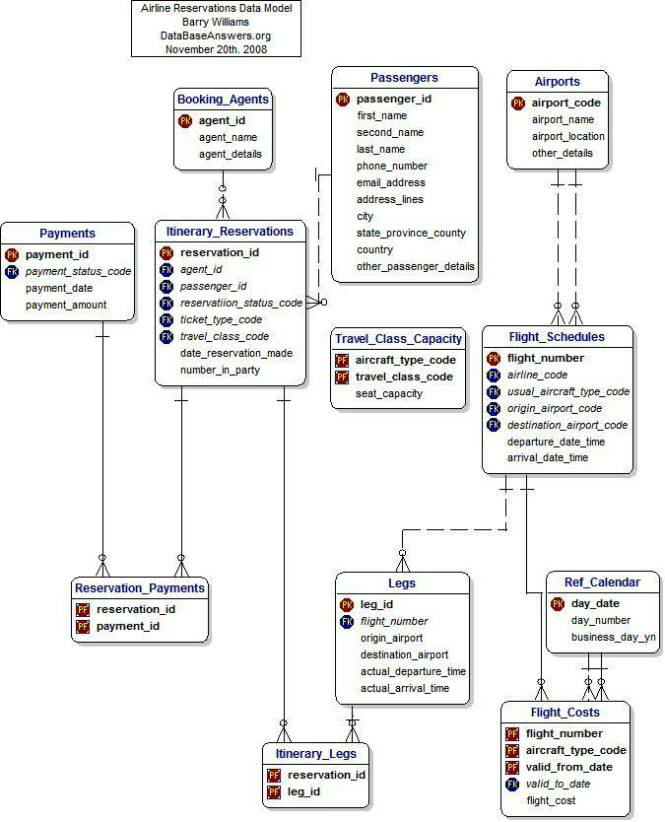 Airline Reservations Data Model
Barry Williams
DataBaseAnswers.org
November 20th. 2008
Booking_Agents
PK agent_id
agent_name
agent_details
Passengers
PK passenger_id
first_name
second_name
last_name
phone_number
email_address
address_lines
city
state_province_county
country
other_passenger_details
Airports
PK airport_code
airport_name
airport_location
other_details
Payments
PK payment_id
FK payment_status_code
payment_date
payment_amount
Itinerary_Reservations
PK reservation_id
FK agent_id
FK passenger_id
FK reservatiion_status_code
FK ticket_type_code
FK travel_class_code
date_reservation_made
number_in_party
Travel_Class_Capacity
PF aircraft_type_code
PF travel_class_code
seat_capacity
Flight_Schedules
PK flight_number
FK airline_code
FK usual_aircraft_type_code
FK origin_airport_code
FK destination_airport_code
departure_date_time
arrival_date_time
Reservation_Payments
PF reservation_id
PF payment_id
Legs
PK leg_id
FK flight_number
origin_airport
destination_airport
actual_departure_time
actual_arrival_time
Ref_Calendar
PK day_date
day_number
business_day_yn
Itinerary_Legs
PF reservation_id
PF leg_id
Flight_Costs
PF flight_number
PF aircraft_type_code
PF valid_from_date
FK valid_to_date
flight_cost